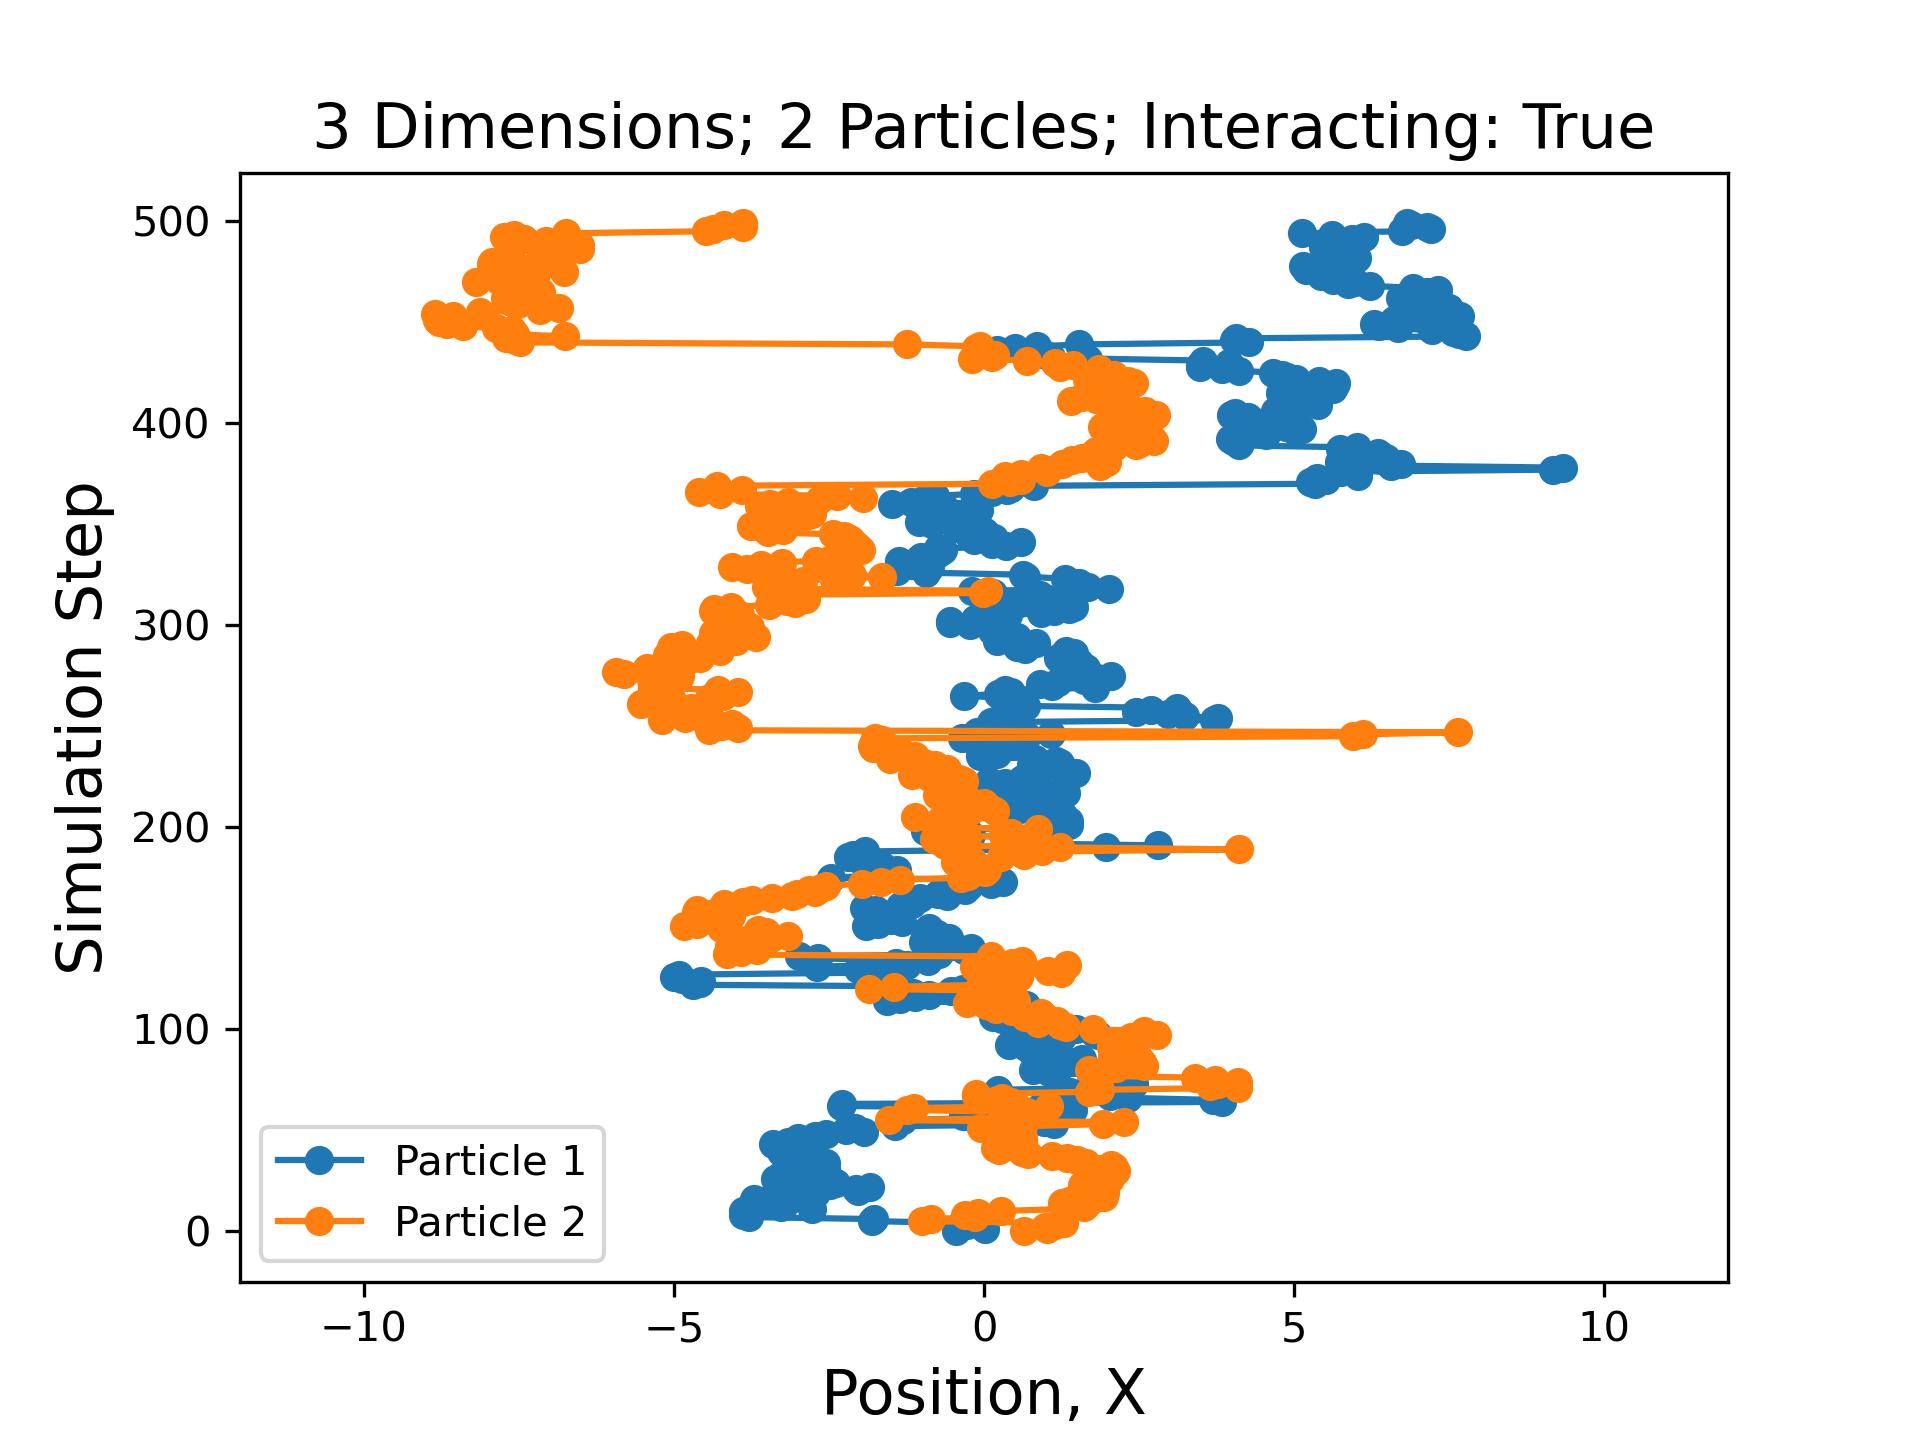 3 Dimensions; 2 Particles; Interacting: True
Simulation Step
500
400
300
200
100
0
Particle 1
Particle 2
−10
−5
0
5
10
Position, X